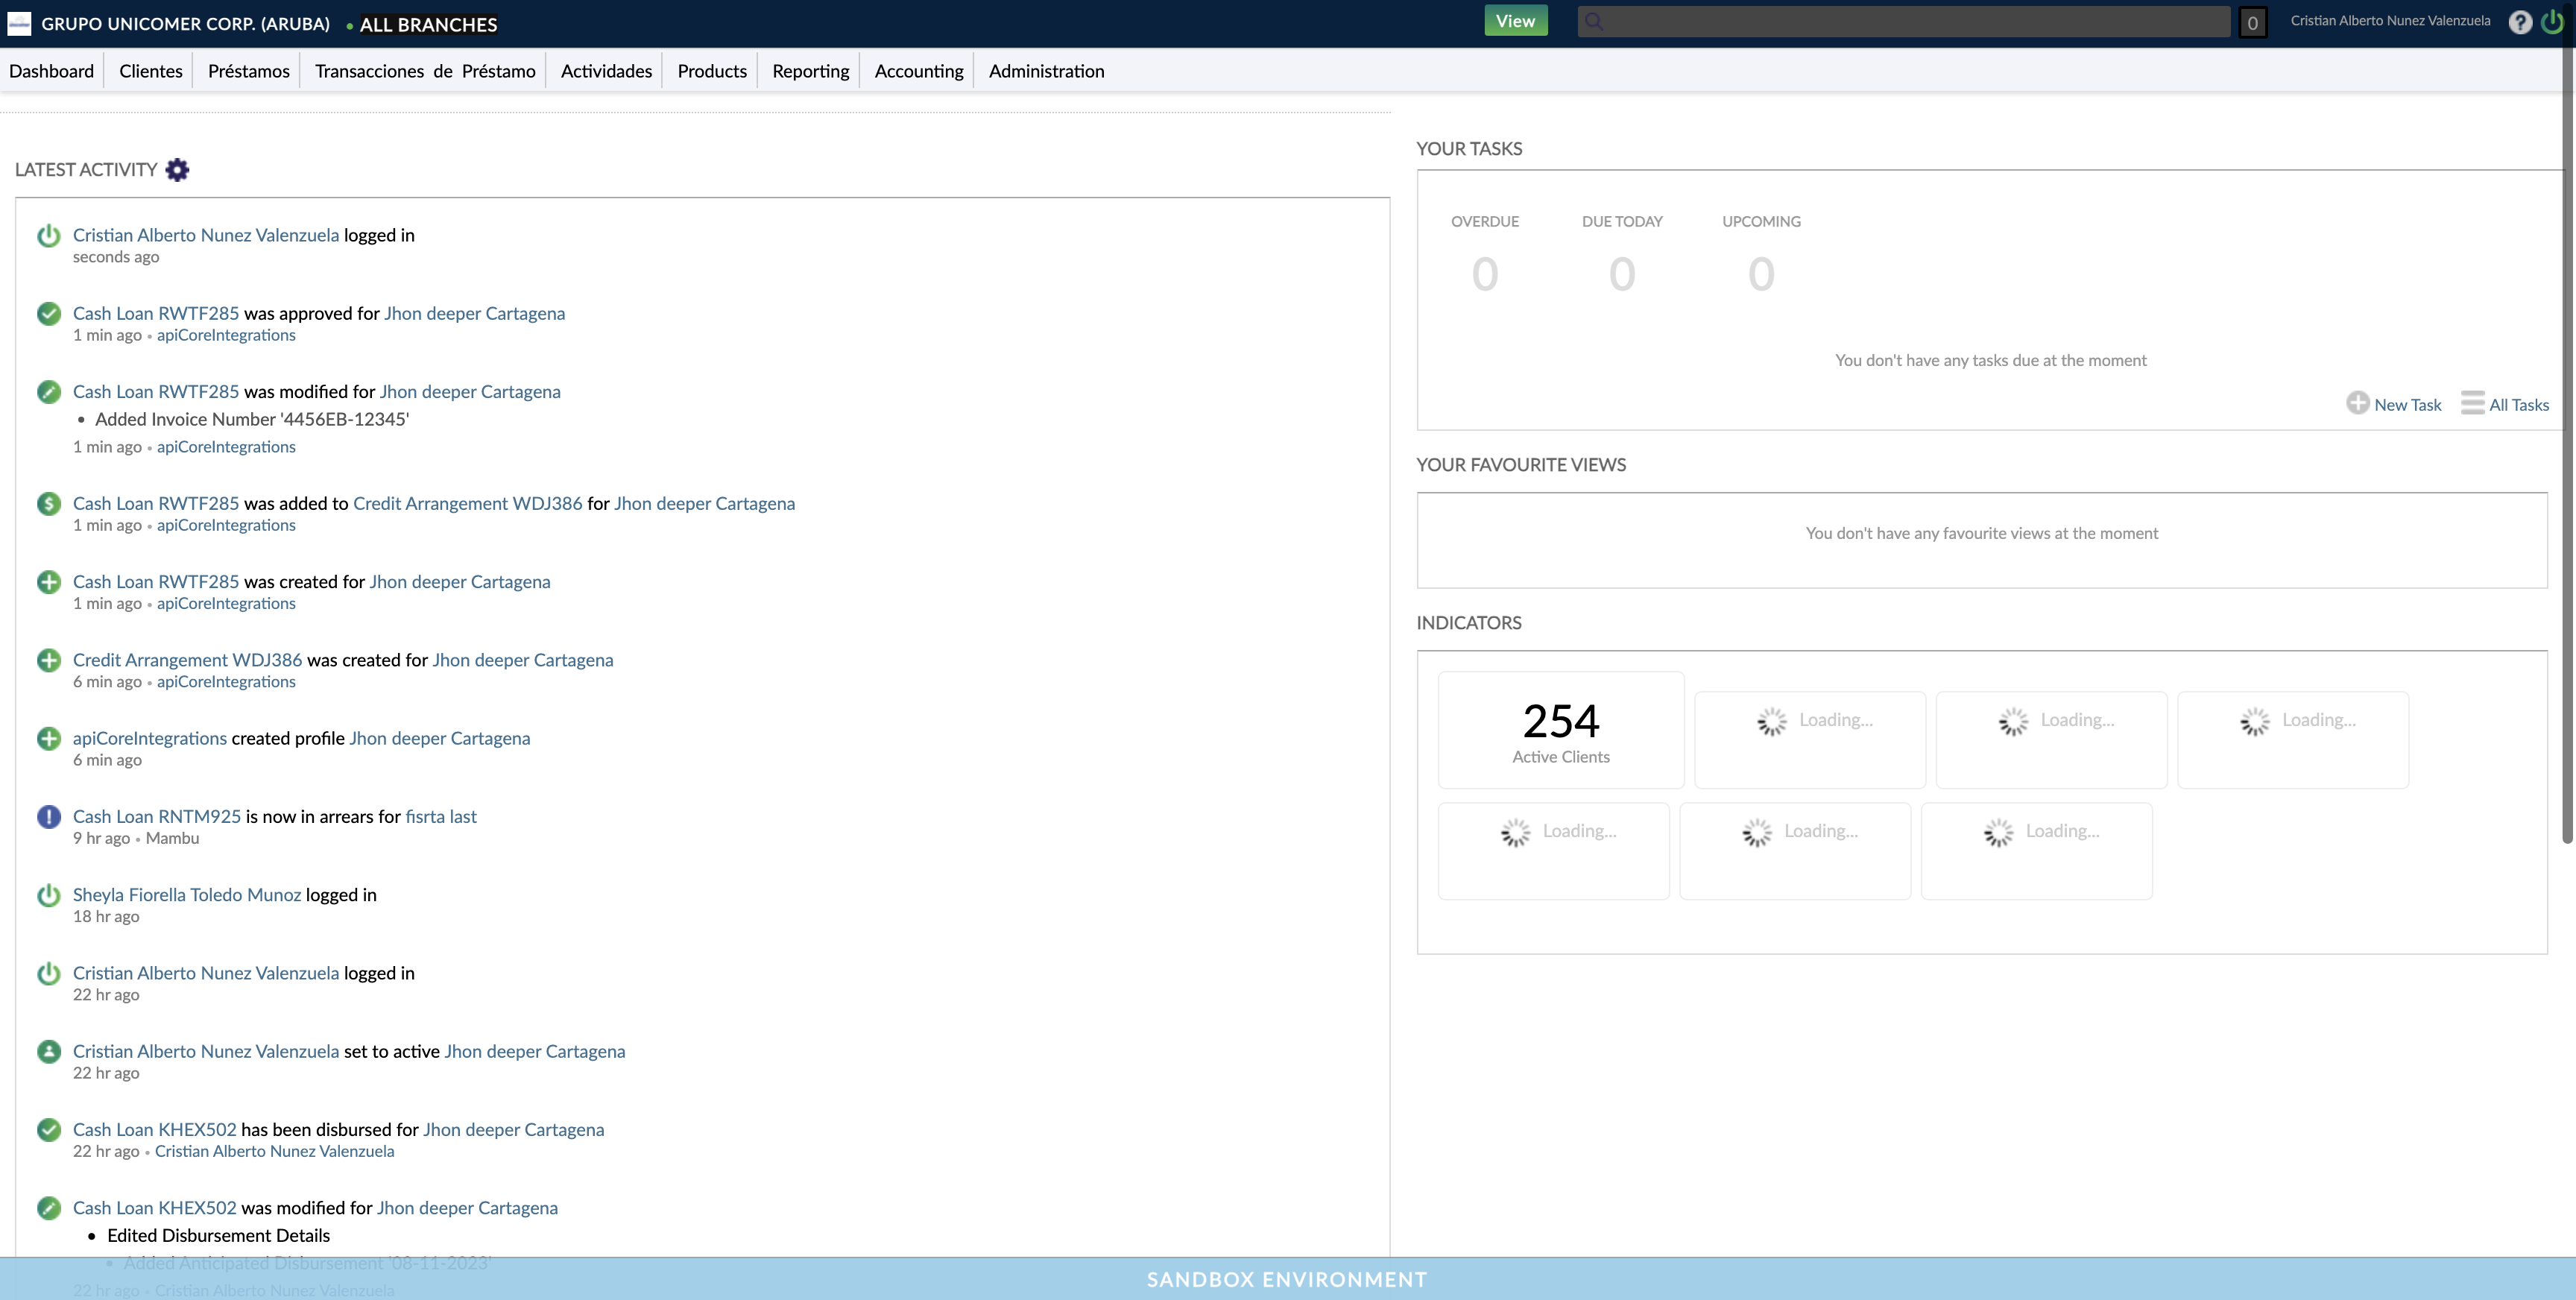 GRUPO UNICOMER CORP. (ARUBA) • ALL BRANCHES
View
0
Cristian Alberto Nunez Valenzuela
?
Dashboard
Clientes
Préstamos
Transacciones de Préstamo
Actividades
Products
Reporting
Accounting
Administration
LATEST ACTIVITY
Cristian Alberto Nunez Valenzuela logged in
seconds ago
Cash Loan RWTF285 was approved for Jhon deeper Cartagena
1 min ago • apiCoreIntegrations
Cash Loan RWTF285 was modified for Jhon deeper Cartagena
• Added Invoice Number '4456EB-12345'
1 min ago • apiCoreIntegrations
Cash Loan RWTF285 was added to Credit Arrangement WDJ386 for Jhon deeper Cartagena
1 min ago • apiCoreIntegrations
Cash Loan RWTF285 was created for Jhon deeper Cartagena
1 min ago • apiCoreIntegrations
Credit Arrangement WDJ386 was created for Jhon deeper Cartagena
6 min ago • apiCoreIntegrations
apiCoreIntegrations created profile Jhon deeper Cartagena
6 min ago
Cash Loan RNTM925 is now in arrears for fisrta last
9 hr ago • Mambu
Sheyla Fiorella Toledo Munoz logged in
18 hr ago
Cristian Alberto Nunez Valenzuela logged in
22 hr ago
Cristian Alberto Nunez Valenzuela set to active Jhon deeper Cartagena
22 hr ago
Cash Loan KHEX502 has been disbursed for Jhon deeper Cartagena
22 hr ago • Cristian Alberto Nunez Valenzuela
Cash Loan KHEX502 was modified for Jhon deeper Cartagena
• Edited Disbursement Details
▪ Added Anticipated Disbursement '08-11-2023'
22 hr ago • Cristian Alberto Nunez Valenzuela
YOUR TASKS
OVERDUE
DUE TODAY
UPCOMING
0
0
0
You don't have any tasks due at the moment
New Task
All Tasks
YOUR FAVOURITE VIEWS
You don't have any favourite views at the moment
INDICATORS
254
Active Clients
Loading...
Loading...
Loading...
Loading...
Loading...
Loading...
SANDBOX ENVIRONMENT